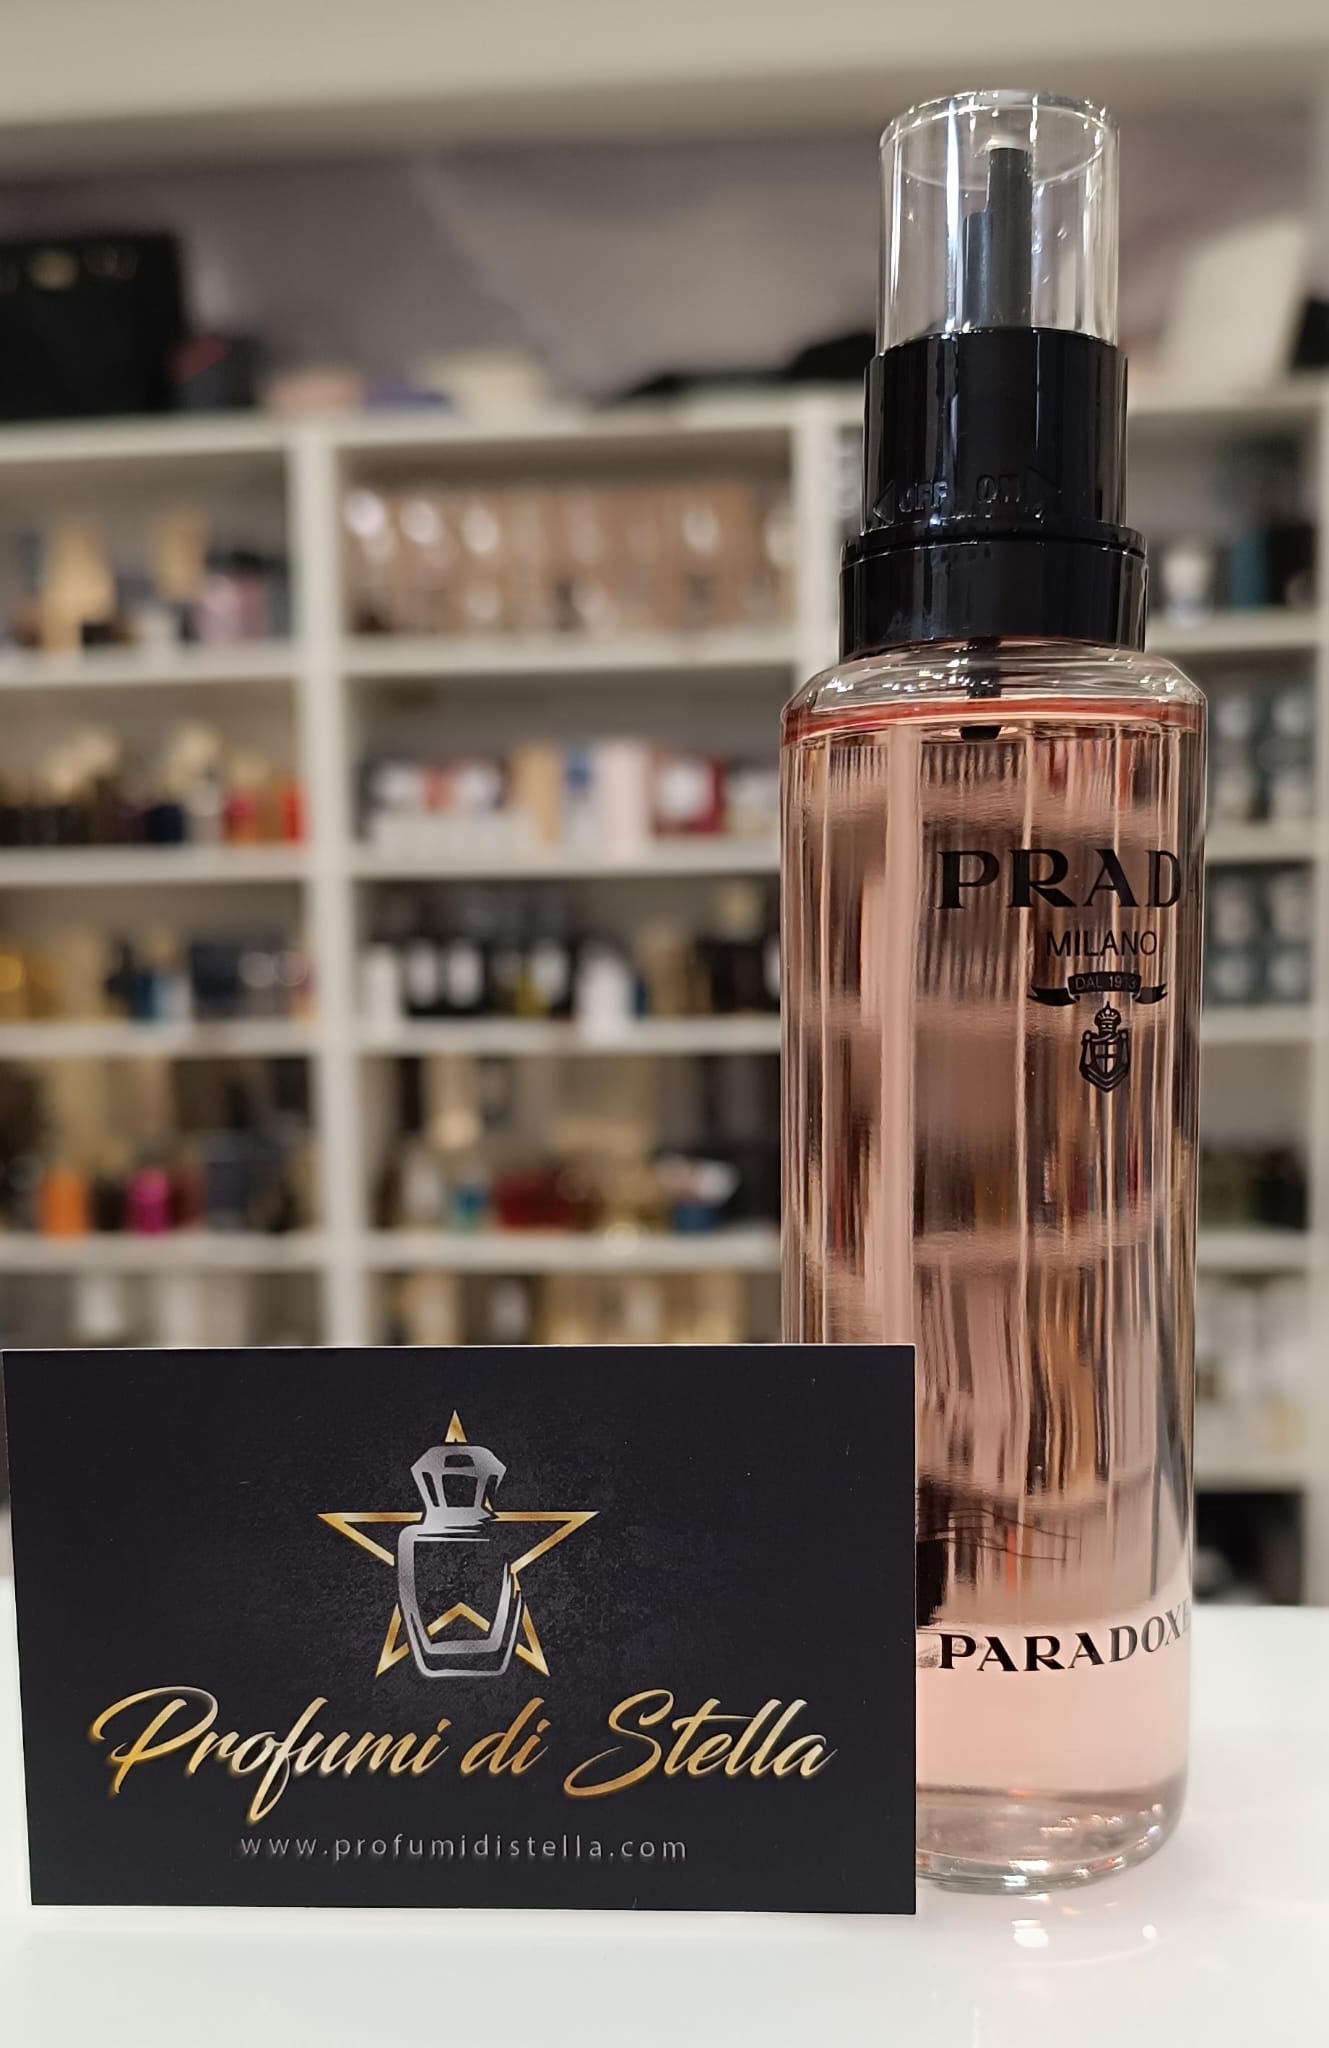 OFF ON
PRADA
MILANO
DAL 1913
PARADOXE
Profumi di Stella
www.profumidistella.com